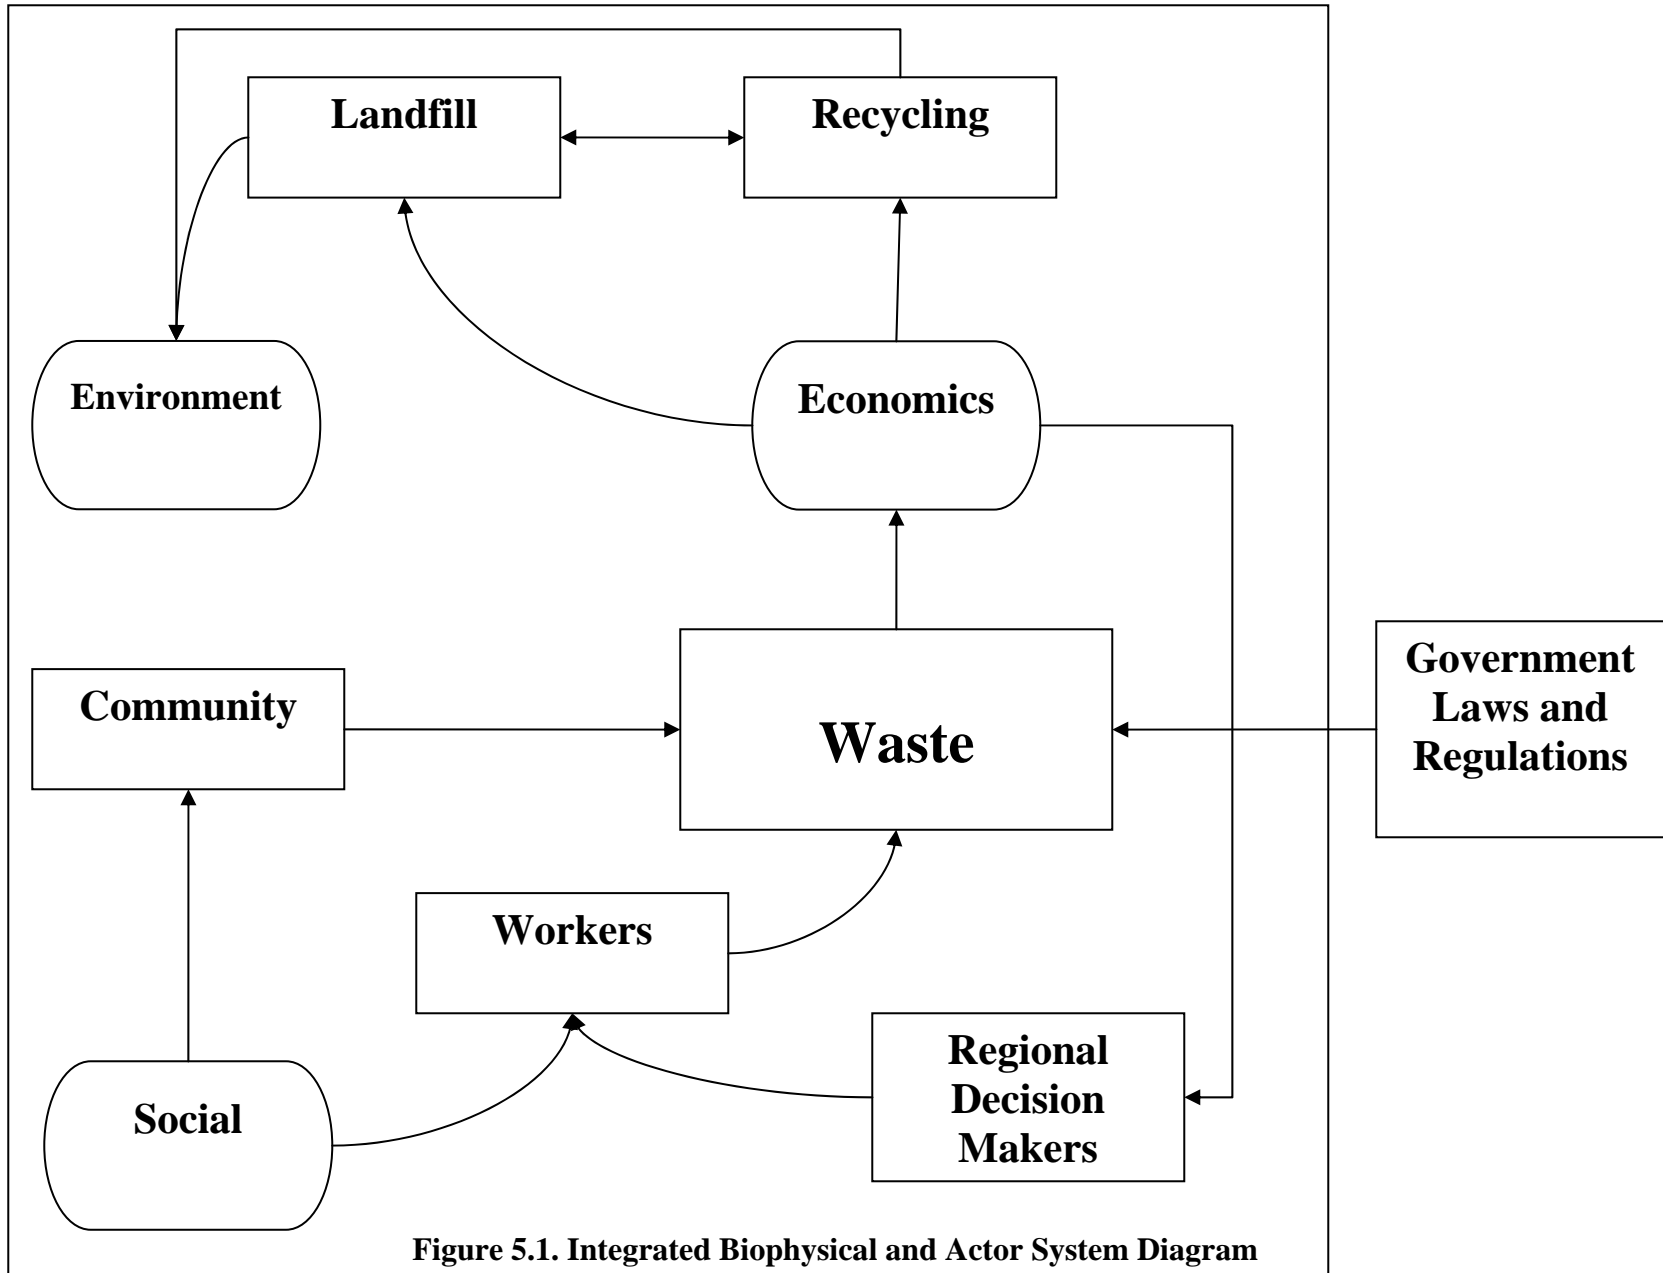 Landfill
Recycling
Environment
Economics
Community
Waste
Government
Laws and
Regulations
Workers
Regional
Decision
Makers
Social
Figure 5.1. Integrated Biophysical and Actor System Diagram